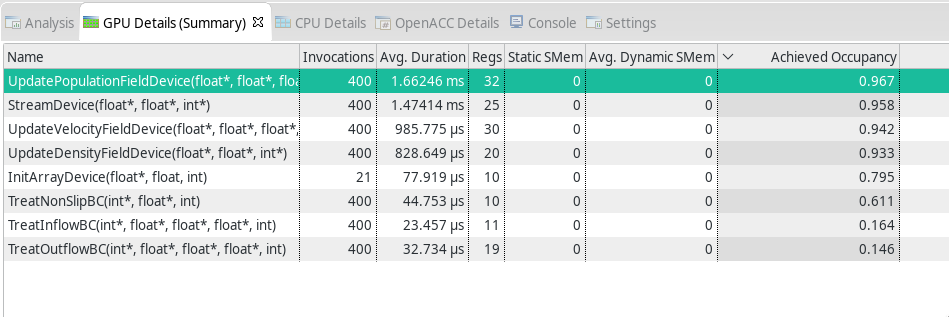 Analysis GPU Details (Summary) CPU Details OpenACC Details Console Settings
Name Invocations Avg. Duration Regs Static SMem Avg. Dynamic SMem Achieved Occupancy
UpdatePopulationFieldDevice(float*, float*, floa 400 1.66246 ms 32 0 0 0.967
StreamDevice(float*, float*, int*) 400 1.47414 ms 25 0 0 0.958
UpdateVelocityFieldDevice(float*, float*, float*, 400 985.775 µs 30 0 0 0.942
UpdateDensityFieldDevice(float*, float*, int*) 400 828.649 µs 20 0 0 0.933
InitArrayDevice(float*, float, int) 21 77.919 µs 10 0 0 0.795
TreatNonSlipBC(int*, float*, int) 400 44.753 µs 10 0 0 0.611
TreatInflowBC(int*, float*, float*, float*, int) 400 23.457 µs 11 0 0 0.164
TreatOutflowBC(int*, float*, float*, float*, int) 400 32.734 µs 19 0 0 0.146